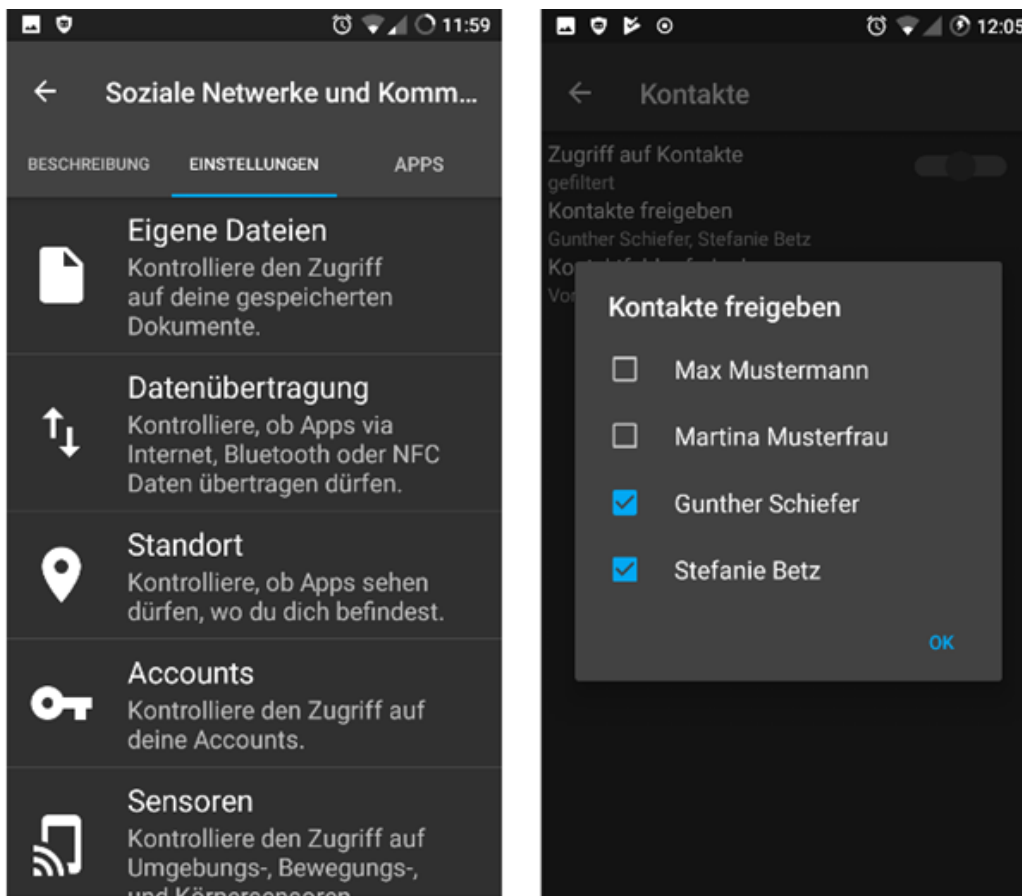 11:59
Soziale Netwerke und Komm...
BESCHREIBUNG EINSTELLUNGEN APPS
Eigene Dateien
Kontrolliere den Zugriff
auf deine gespeicherten
Dokumente.
Datenübertragung
Kontrolliere, ob Apps via
Internet, Bluetooth oder NFC
Daten übertragen dürfen.
Standort
Kontrolliere, ob Apps sehen
dürfen, wo du dich befindest.
Accounts
Kontrolliere den Zugriff auf
deine Accounts.
Sensoren
Kontrolliere den Zugriff auf
Umgebungs-, Bewegungs-,
und Körpersensoren
12:05
Kontakte
Zugriff auf Kontakte
gefiltert
Kontakte freigeben
Gunther Schiefer, Stefanie Betz
Kontakte freigeben
Max Mustermann
Martina Musterfrau
Gunther Schiefer
Stefanie Betz
OK